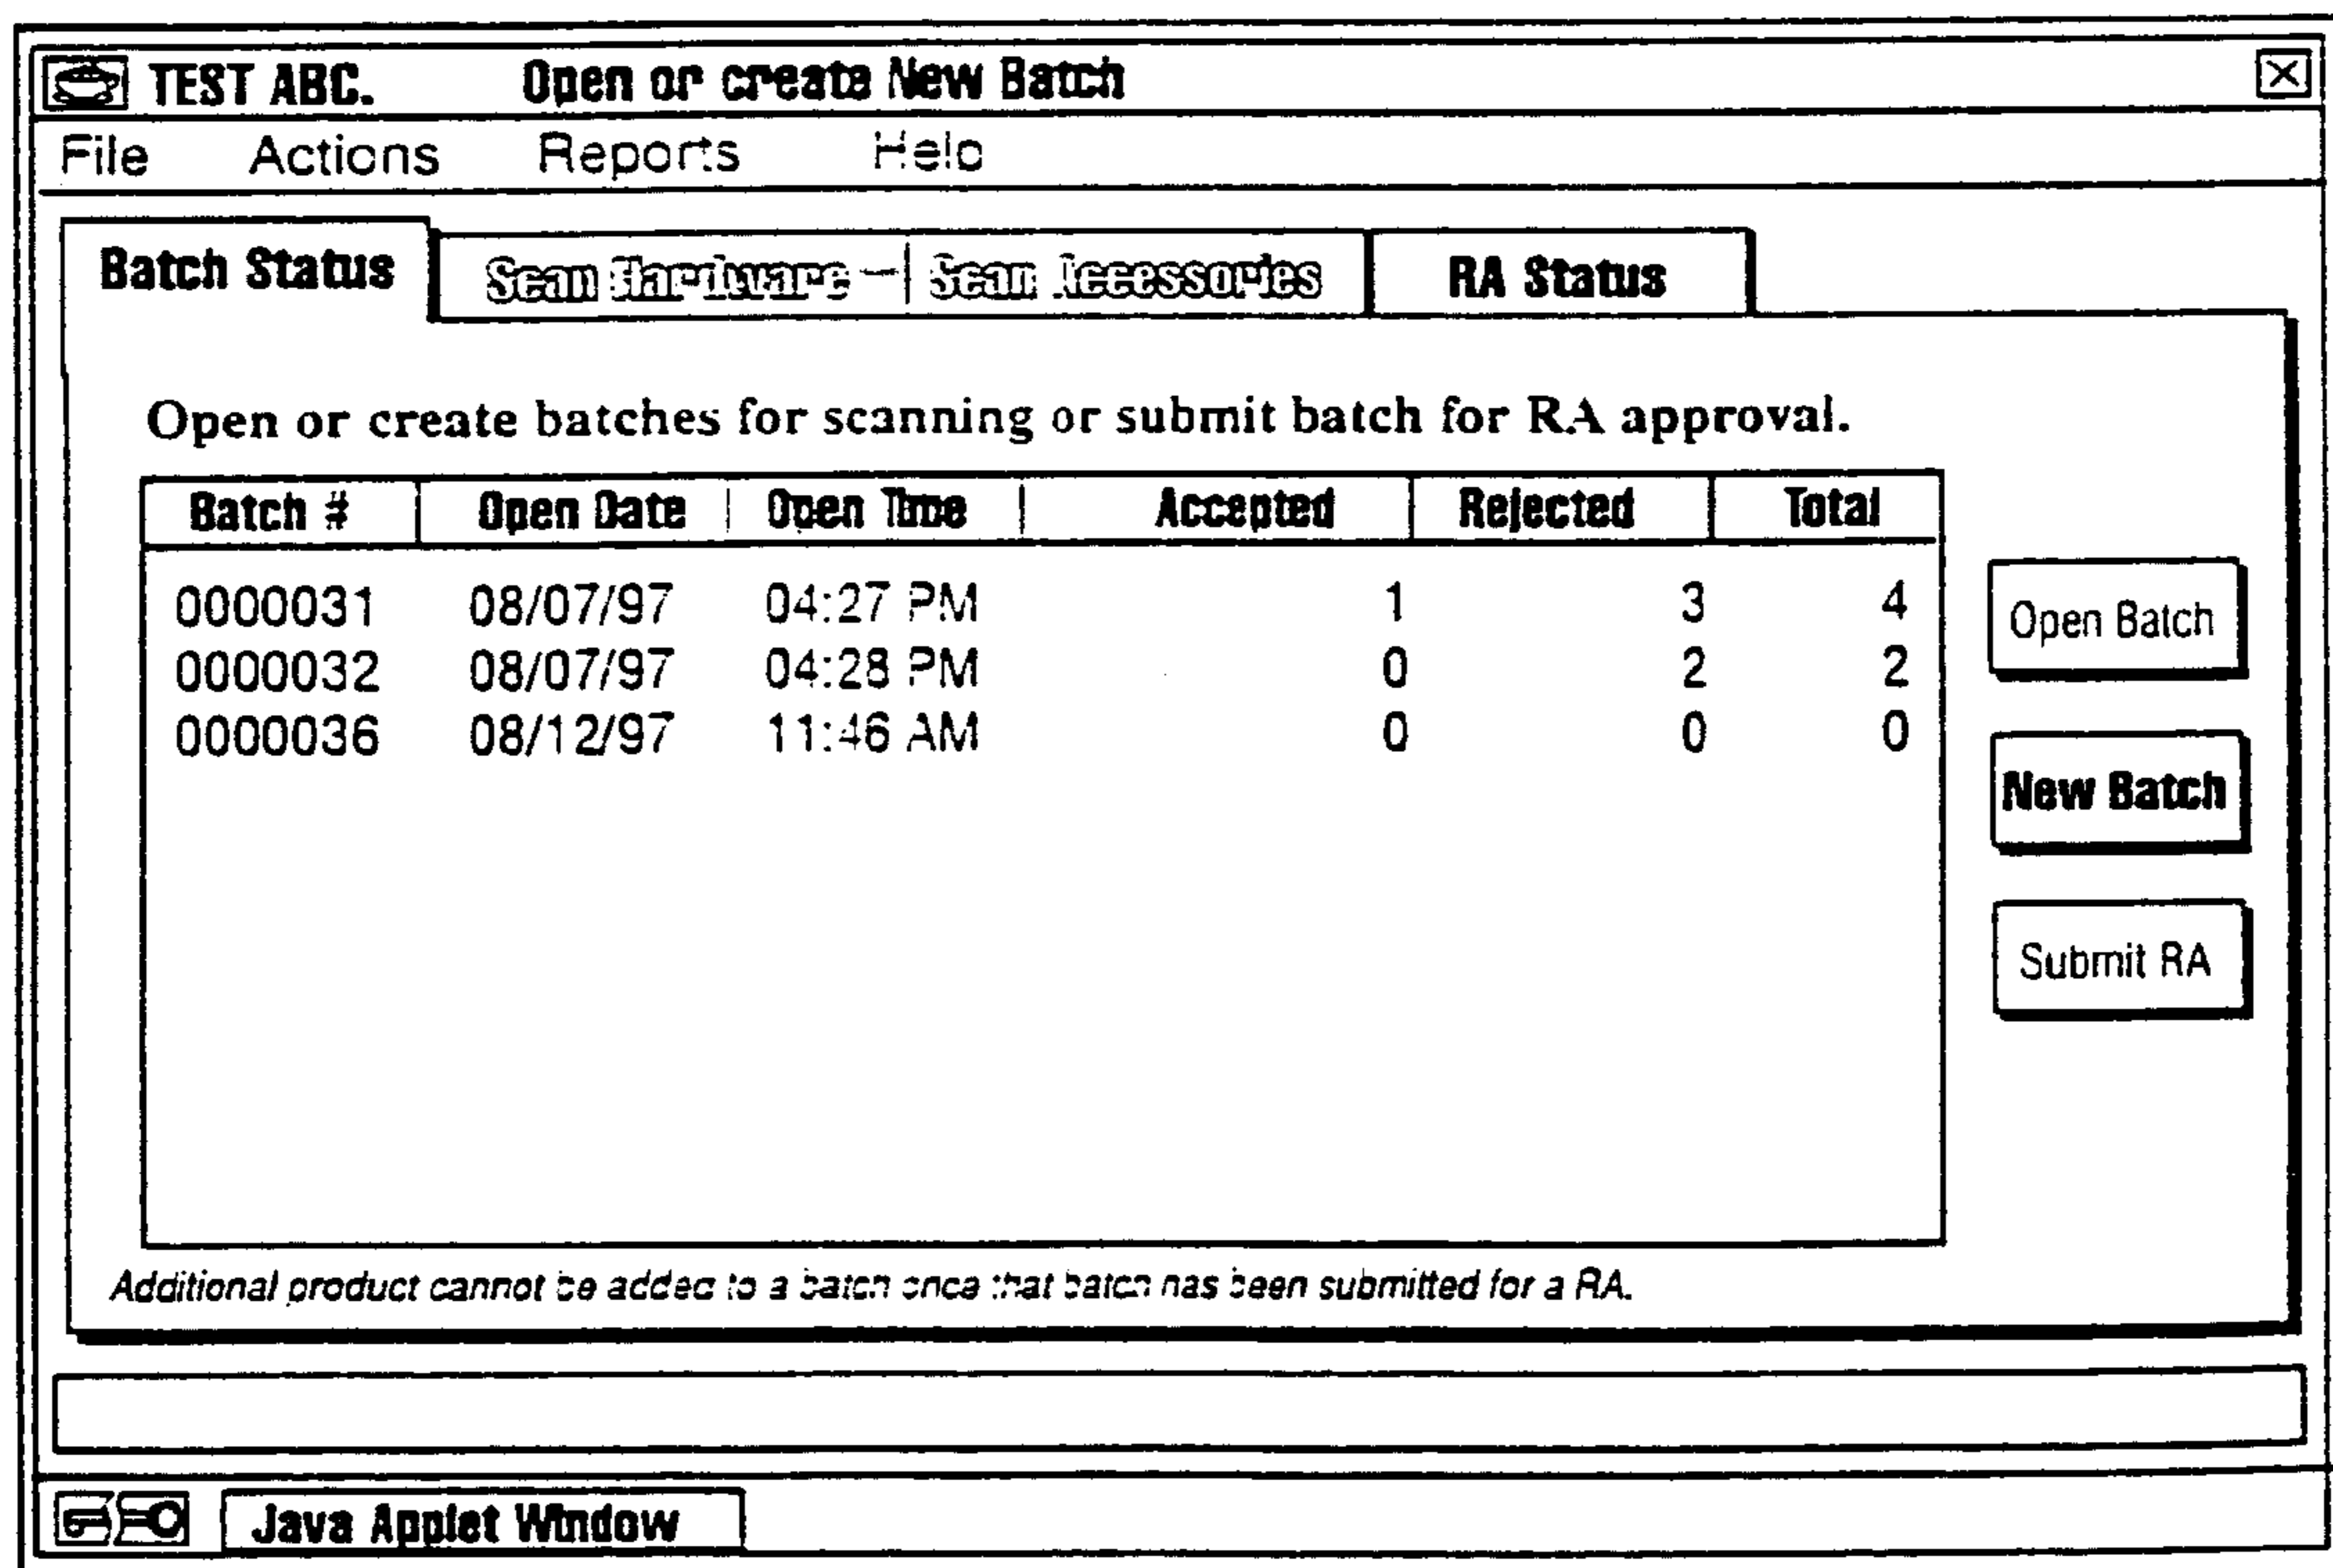 TEST ABC. Open or create New Batch
File Actions Reports Help
Batch Status Scan Hardware Scan Accessories RA Status
Open or create batches for scanning or submit batch for RA approval.
Batch # Open Date Open Time Accepted Rejected Total
0000031 08/07/97 04:27 PM 1 3 4
0000032 08/07/97 04:28 PM 0 2 2
0000036 08/12/97 11:46 AM 0 0 0
Open Batch
New Batch
Submit RA
Additional product cannot be added to a batch once that batch has been submitted for a RA.
Java Applet Window